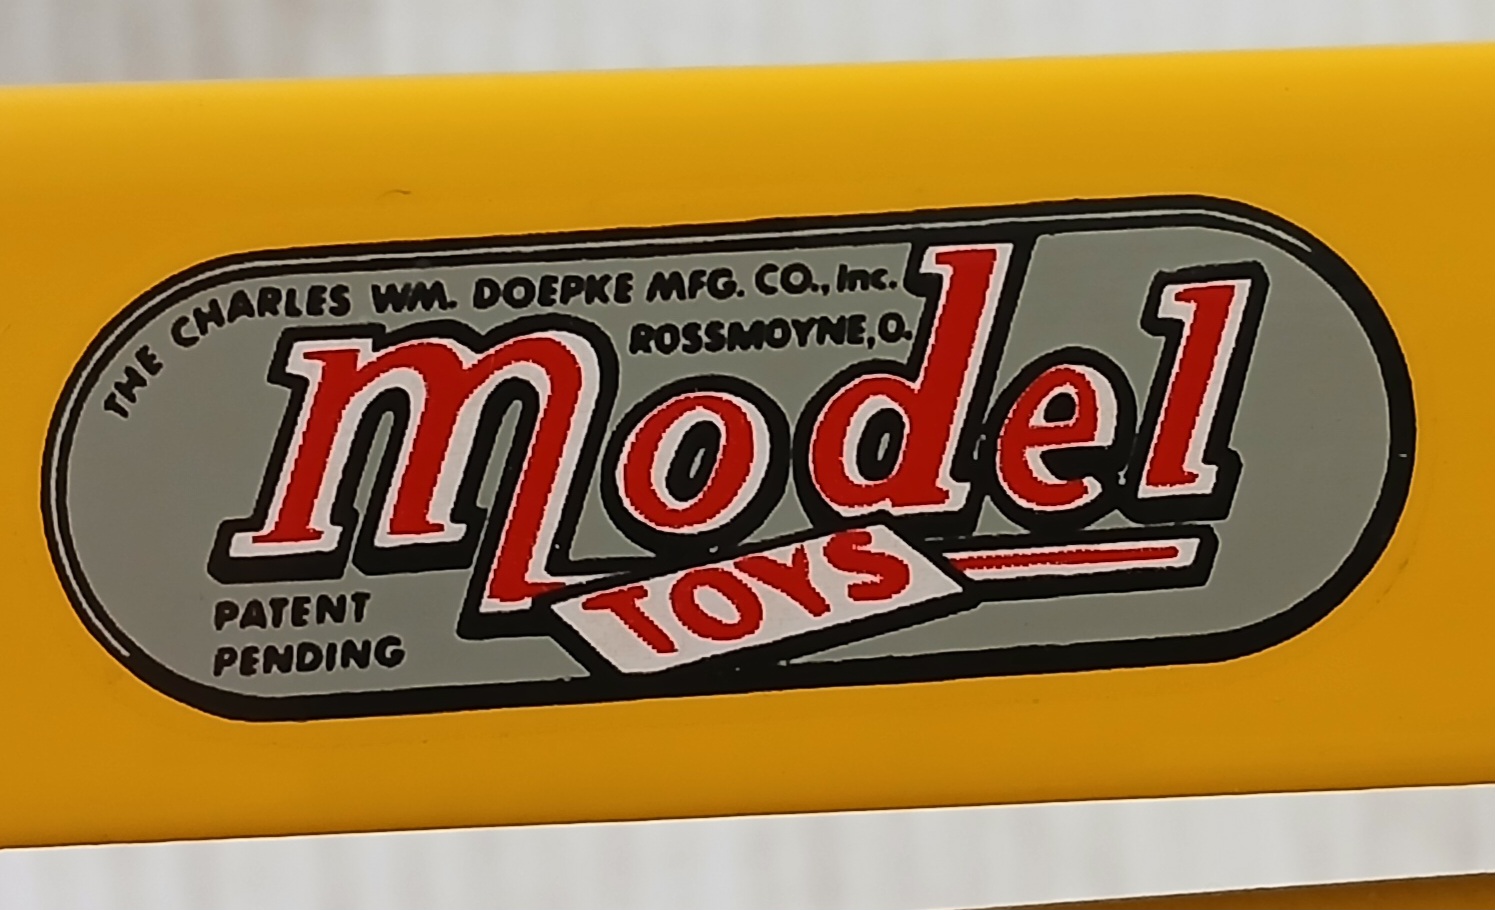 THE CHARLES WM. DOEPKE MFG. CO., Inc.
ROSSMOYNE, O.
model
TOYS
PATENT
PENDING